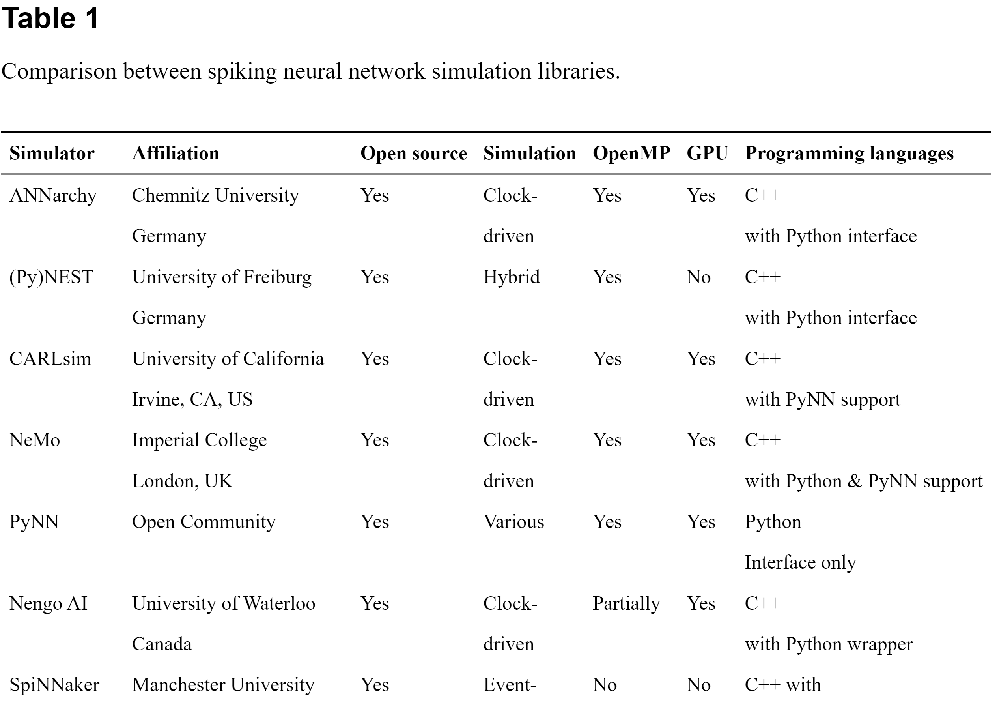 Table 1
Comparison between spiking neural network simulation libraries.
Simulator Affiliation Open source Simulation OpenMP GPU Programming languages
ANNarchy Chemnitz University Yes Clock- Yes Yes C++
Germany driven with Python interface
(Py)NEST University of Freiburg Yes Hybrid Yes No C++
Germany with Python interface
CARLsim University of California Yes Clock- Yes Yes C++
Irvine, CA, US driven with PyNN support
NeMo Imperial College Yes Clock- Yes Yes C++
London, UK driven with Python & PyNN support
PyNN Open Community Yes Various Yes Yes Python
Interface only
Nengo AI University of Waterloo Yes Clock- Partially Yes C++
Canada driven with Python wrapper
SpiNNaker Manchester University Yes Event- No No C++ with